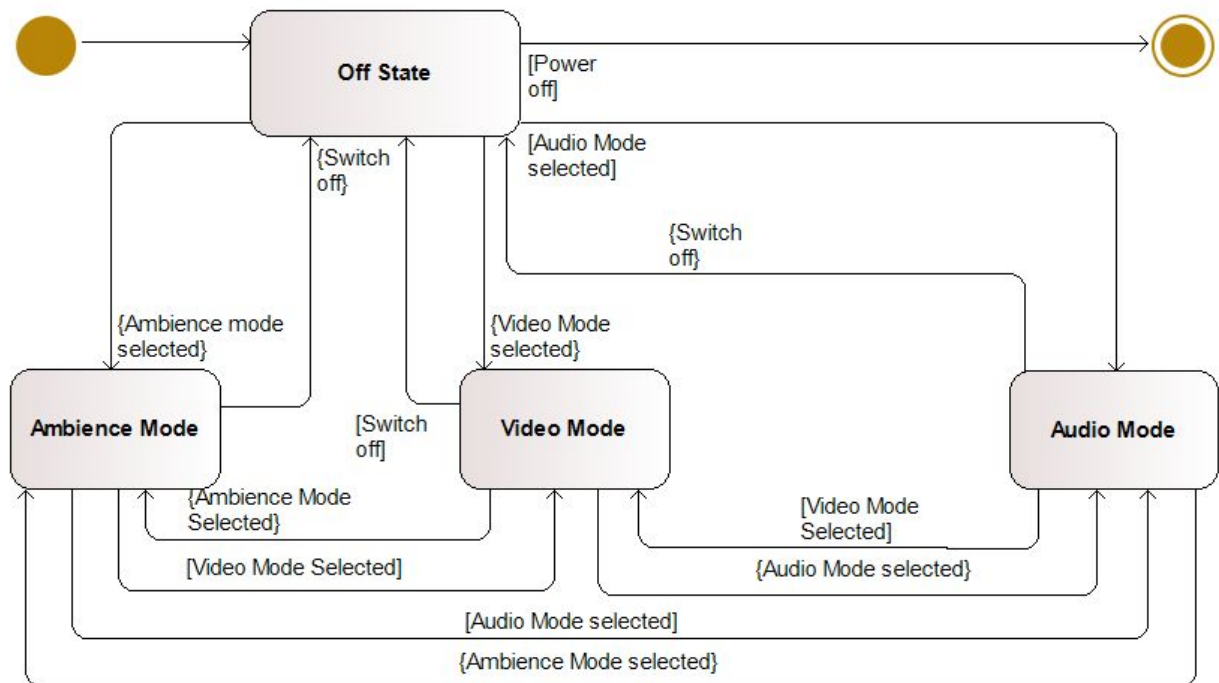 Off State
[Power
off]
{Switch
off}
[Audio Mode
selected]
{Switch
off}
{Ambience mode
selected}
{Video Mode
selected}
Ambience Mode
[Switch
off]
Video Mode
Audio Mode
{Ambience Mode
Selected}
[Video Mode
Selected]
[Video Mode Selected]
{Audio Mode selected}
[Audio Mode selected]
{Ambience Mode selected}